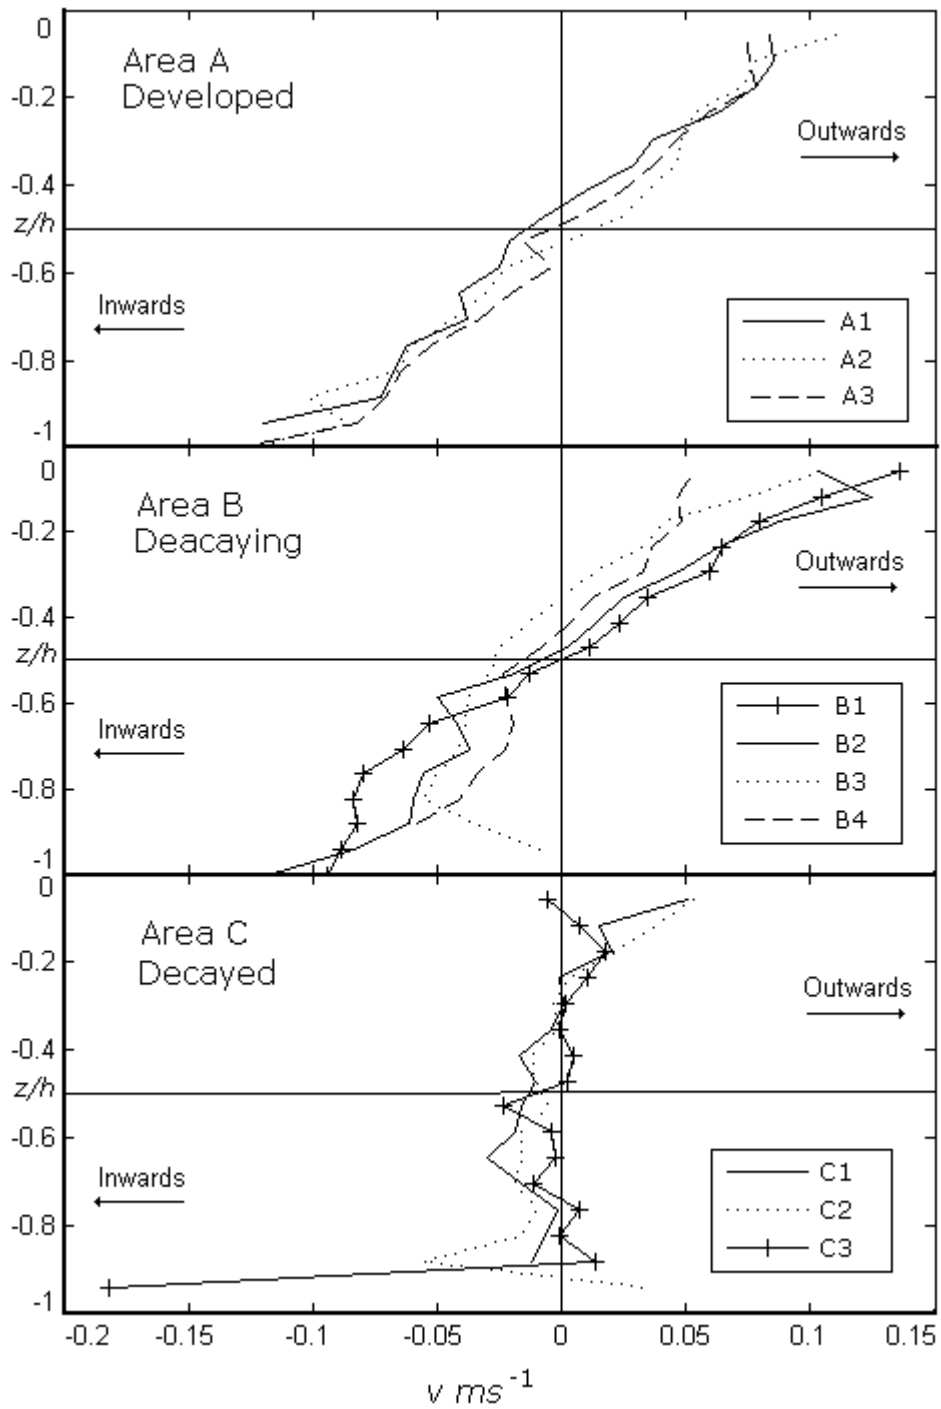 0
Area A
Developed
-0.2
Outwards
-0.4
z/h
-0.6
Inwards
A1
-0.8
A2
A3
-1
0
Area B
Deacaying
-0.2
Outwards
-0.4
z/h
-0.6
Inwards
B1
B2
-0.8
B3
B4
-1
0
Area C
Decayed
-0.2
Outwards
-0.4
z/h
-0.6
Inwards
C1
-0.8
C2
C3
-1
-0.2 -0.15 -0.1 -0.05 0 0.05 0.1 0.15
v ms⁻¹